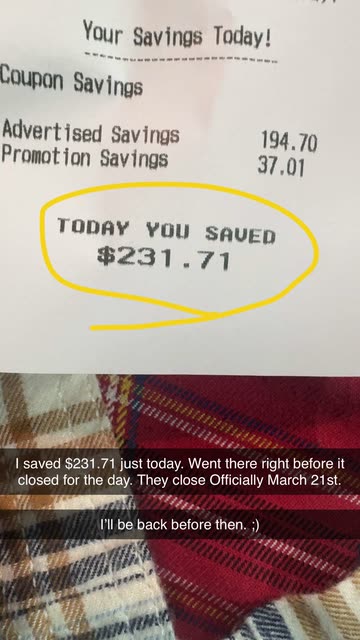 Your Savings Today!
Coupon Savings
Advertised Savings 194.70
Promotion Savings 37.01
TODAY YOU SAVED
$231.71
I saved $231.71 just today. Went there right before it
closed for the day. They close Officially March 21st.
I'll be back before then. ;)